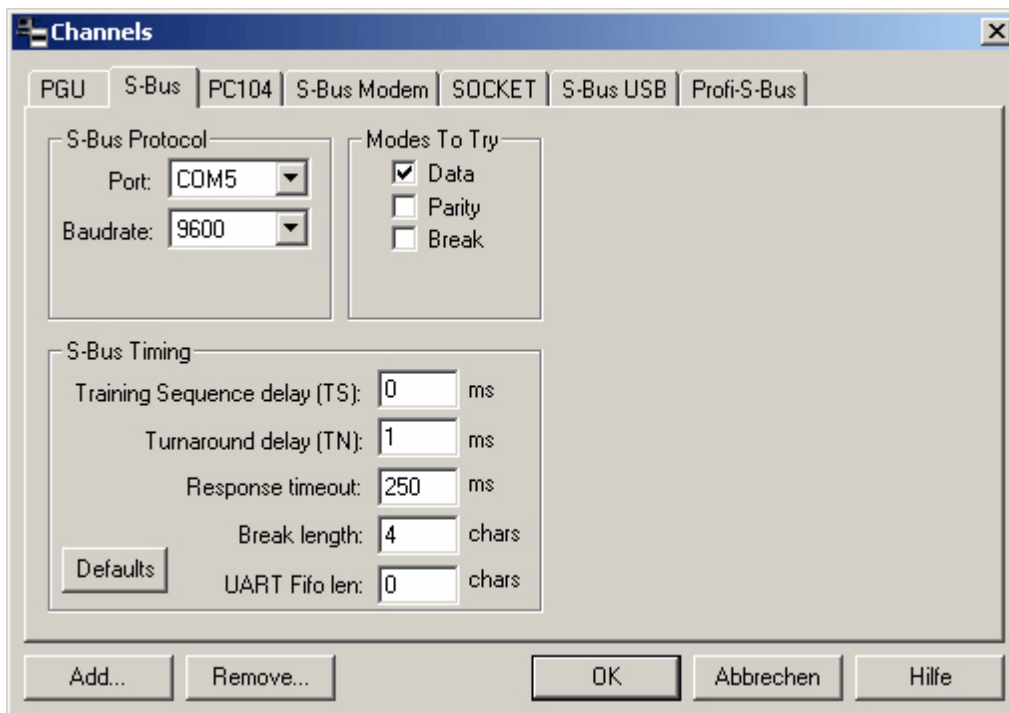 Channels
PGU S-Bus PC104 S-Bus Modem SOCKET S-Bus USB Profi-S-Bus
S-Bus Protocol
Port: COM5
Baudrate: 9600
Modes To Try
Data
Parity
Break
S-Bus Timing
Training Sequence delay (TS): 0 ms
Turnaround delay (TN): 1 ms
Response timeout: 250 ms
Break length: 4 chars
UART Fifo len: 0 chars
Defaults
Add... Remove... OK Abbrechen Hilfe